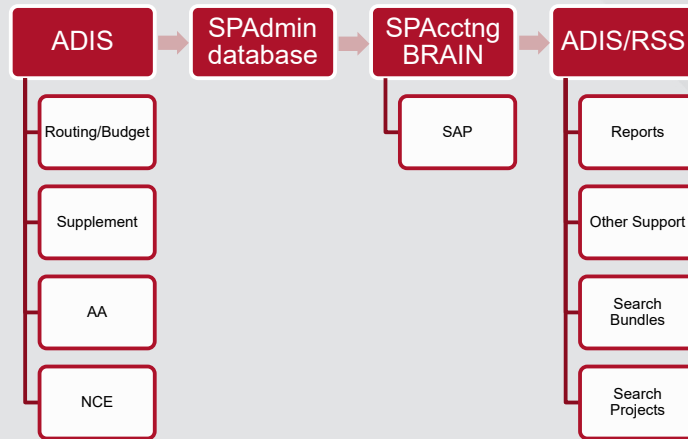 ADIS
SPAdmin
database
SPAcctng
BRAIN
ADIS/RSS
Routing/Budget
Supplement
AA
NCE
SAP
Reports
Other Support
Search
Bundles
Search
Projects